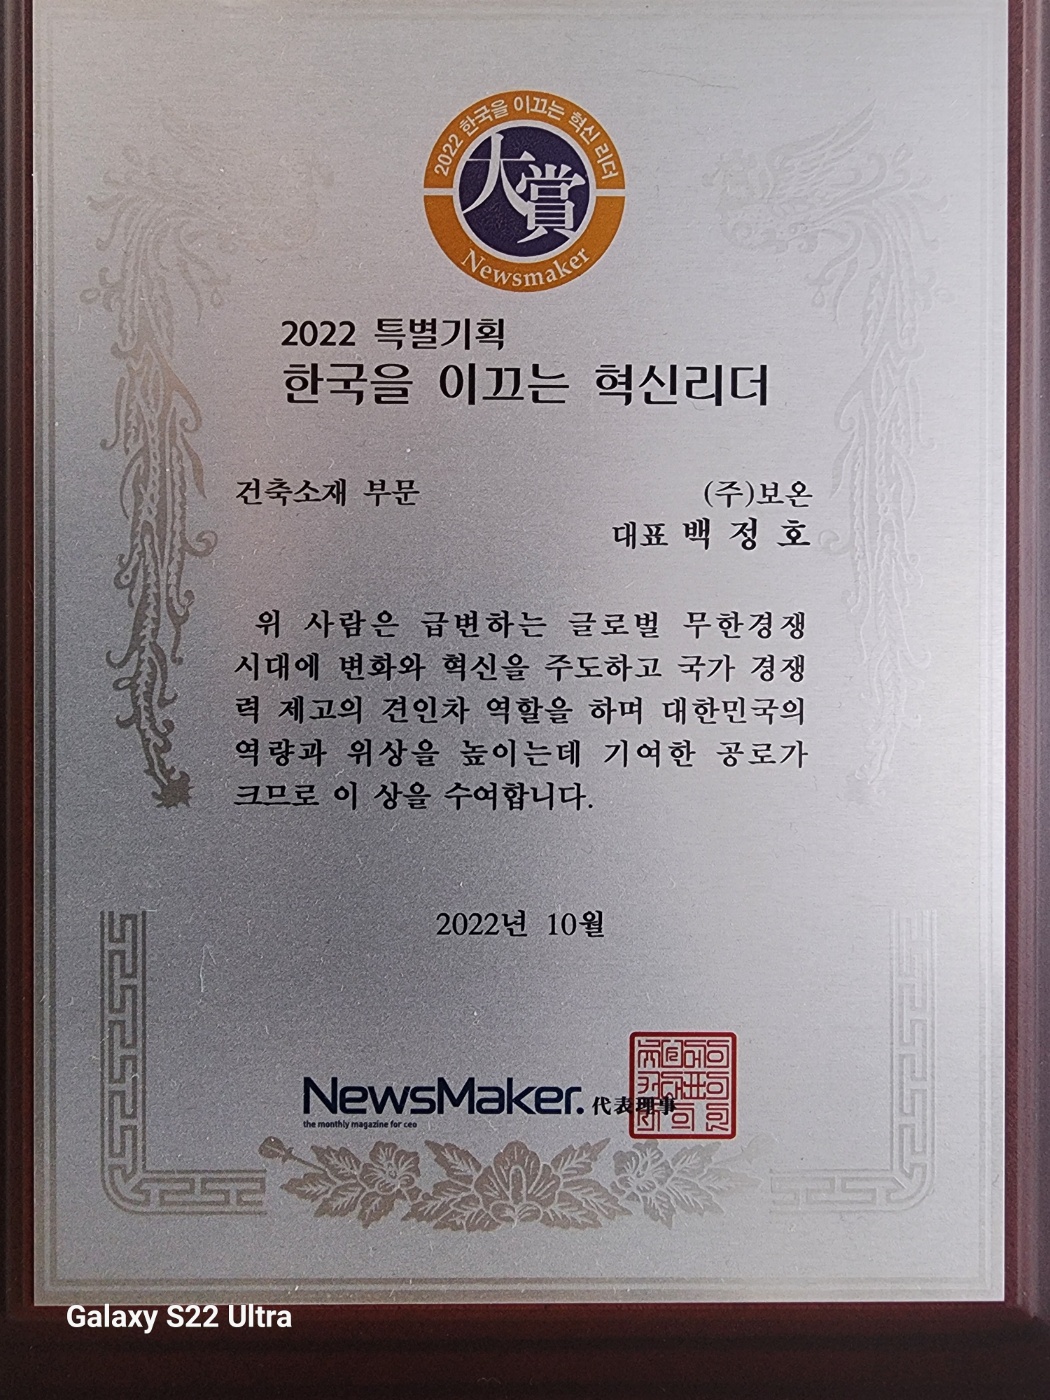 2022 한국을 이끄는 혁신 리더
大賞
Newsmaker
2022 특별기획
한국을 이끄는 혁신리더
건축소재 부문
(주)보온
대표 백 정 호
위 사람은 급변하는 글로벌 무한경쟁
시대에 변화와 혁신을 주도하고 국가 경쟁
력 제고의 견인차 역할을 하며 대한민국의
역량과 위상을 높이는데 기여한 공로가
크므로 이 상을 수여합니다.
2022년 10월
NewsMaker. 代表理事
the monthly magazine for ceo
Galaxy S22 Ultra